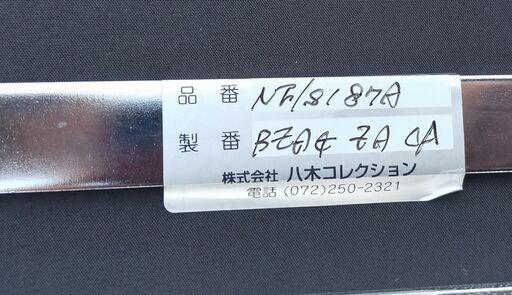 品番 NF/S187A
製番 BZAG ZA CA
株式会社 八木コレクション
電話 (072)250-2321